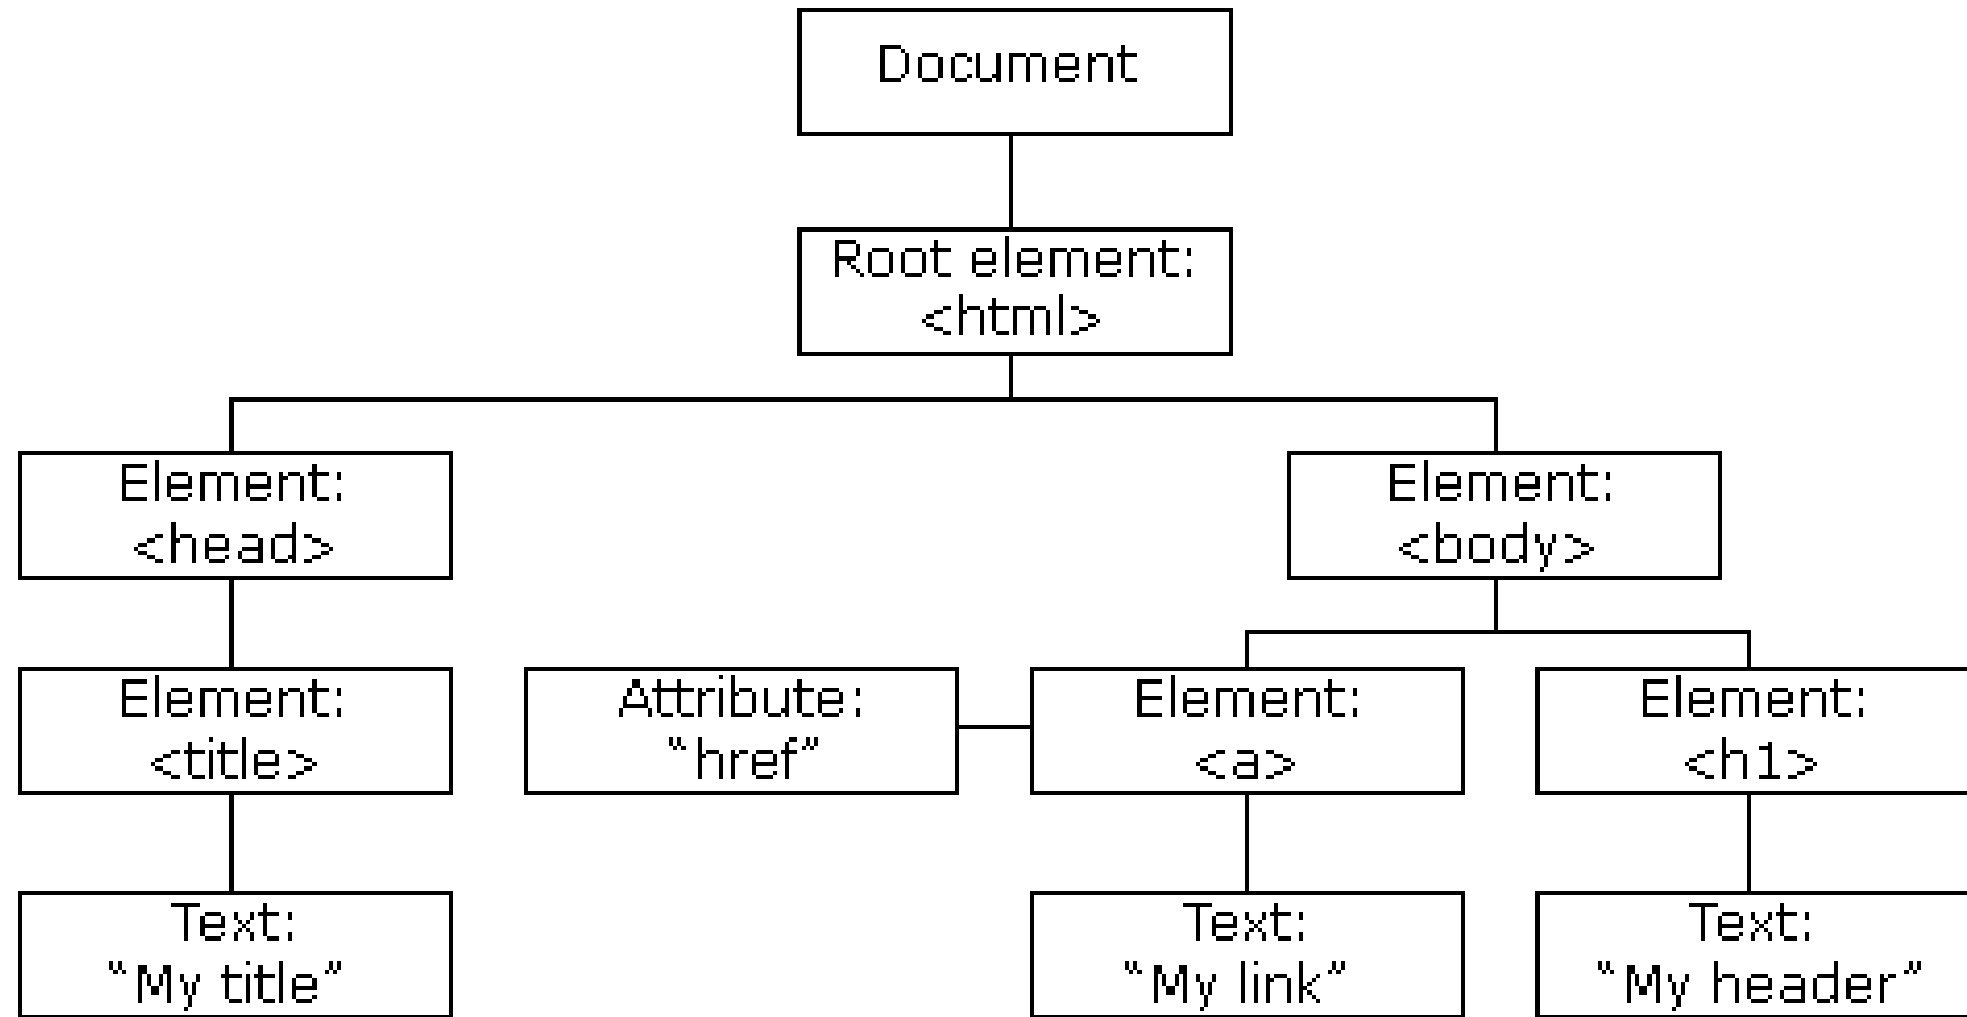 Document
Root element:
<html>
Element:
<head>
Element:
<body>
Element:
<title>
Attribute:
“href”
Element:
<a>
Element:
<h1>
Text:
“My title”
Text:
“My link”
Text:
“My header”